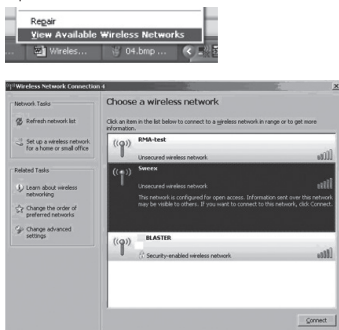 Repair
View Available Wireless Networks
Wireles...
04.bmp ...
Wireless Network Connection 4
Network Tasks
Refresh network list
Set up a wireless network
for a home or small office
Related Tasks
Learn about wireless
networking
Change the order of
preferred networks
Change advanced
settings
Choose a wireless network
Click an item in the list below to connect to a wireless network in range or to get more
information.
RMA-test
Unsecured wireless network
Sweex
Unsecured wireless network
This network is configured for open access. Information sent over this network
may be visible to others. If you want to connect to this network, click Connect.
BLASTER
Security-enabled wireless network
Connect